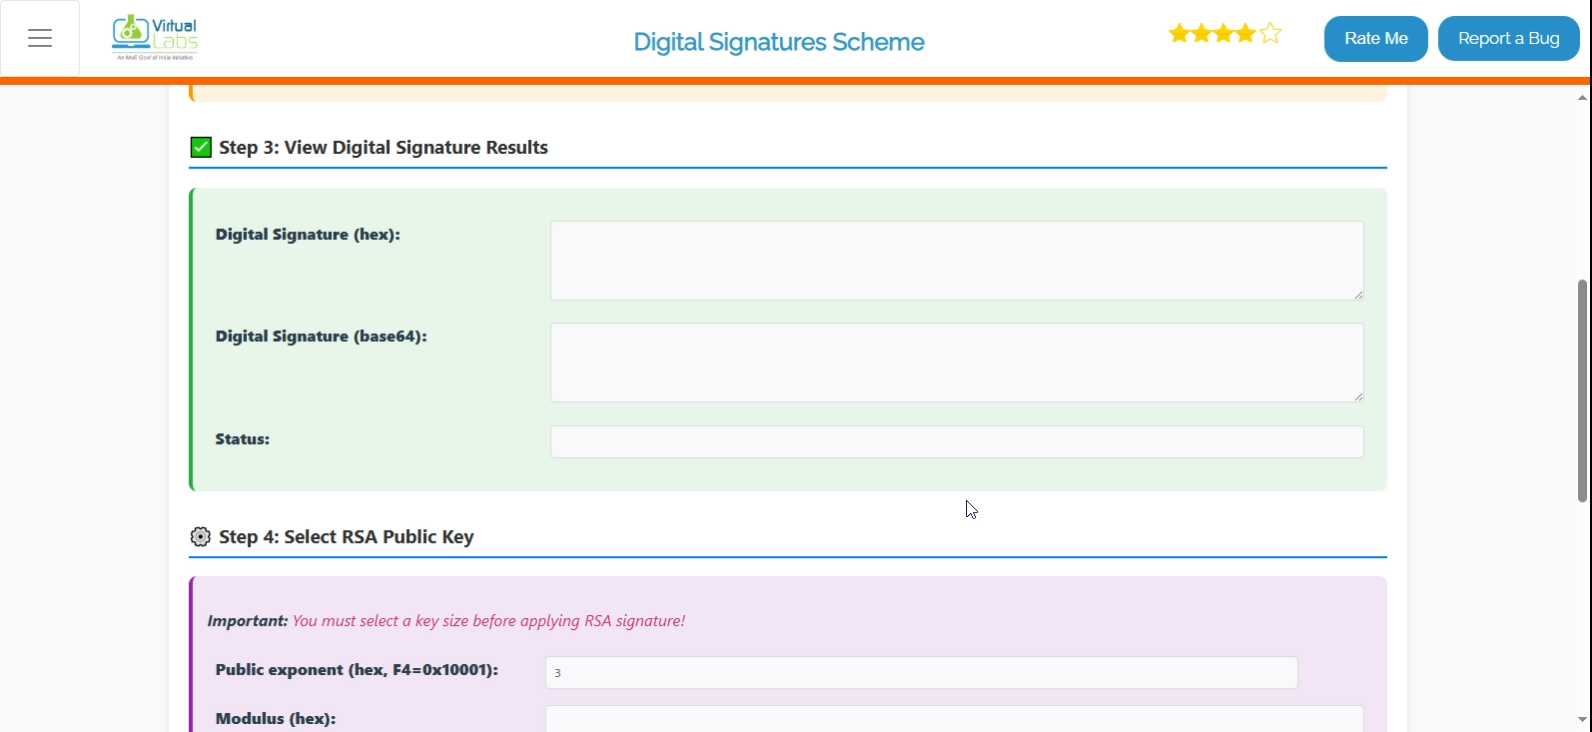 Virtual
Labs
An MoE Govt of India Initiative
Digital Signatures Scheme
Rate Me
Report a Bug
Step 3: View Digital Signature Results
Digital Signature (hex):
Digital Signature (base64):
Status:
Step 4: Select RSA Public Key
Important: You must select a key size before applying RSA signature!
Public exponent (hex, F4=0x10001):
3
Modulus (hex):